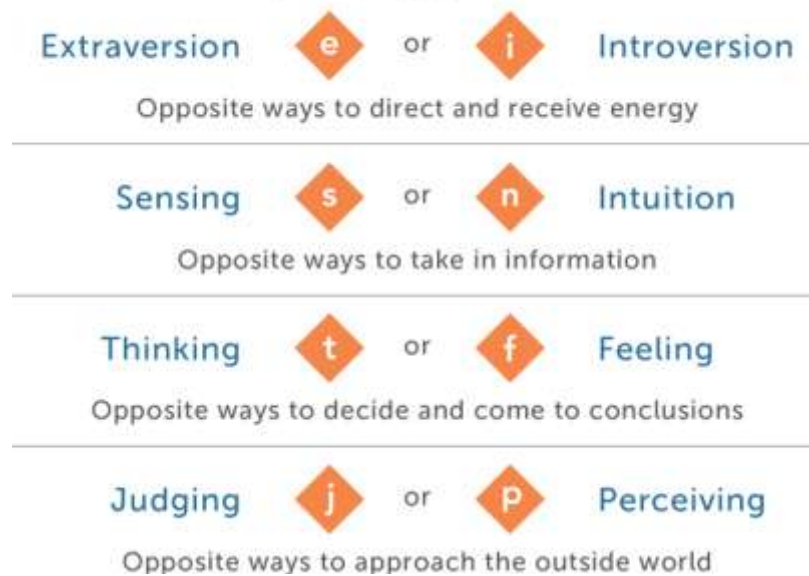 Extraversion e or i Introversion
Opposite ways to direct and receive energy
Sensing s or n Intuition
Opposite ways to take in information
Thinking t or f Feeling
Opposite ways to decide and come to conclusions
Judging j or p Perceiving
Opposite ways to approach the outside world